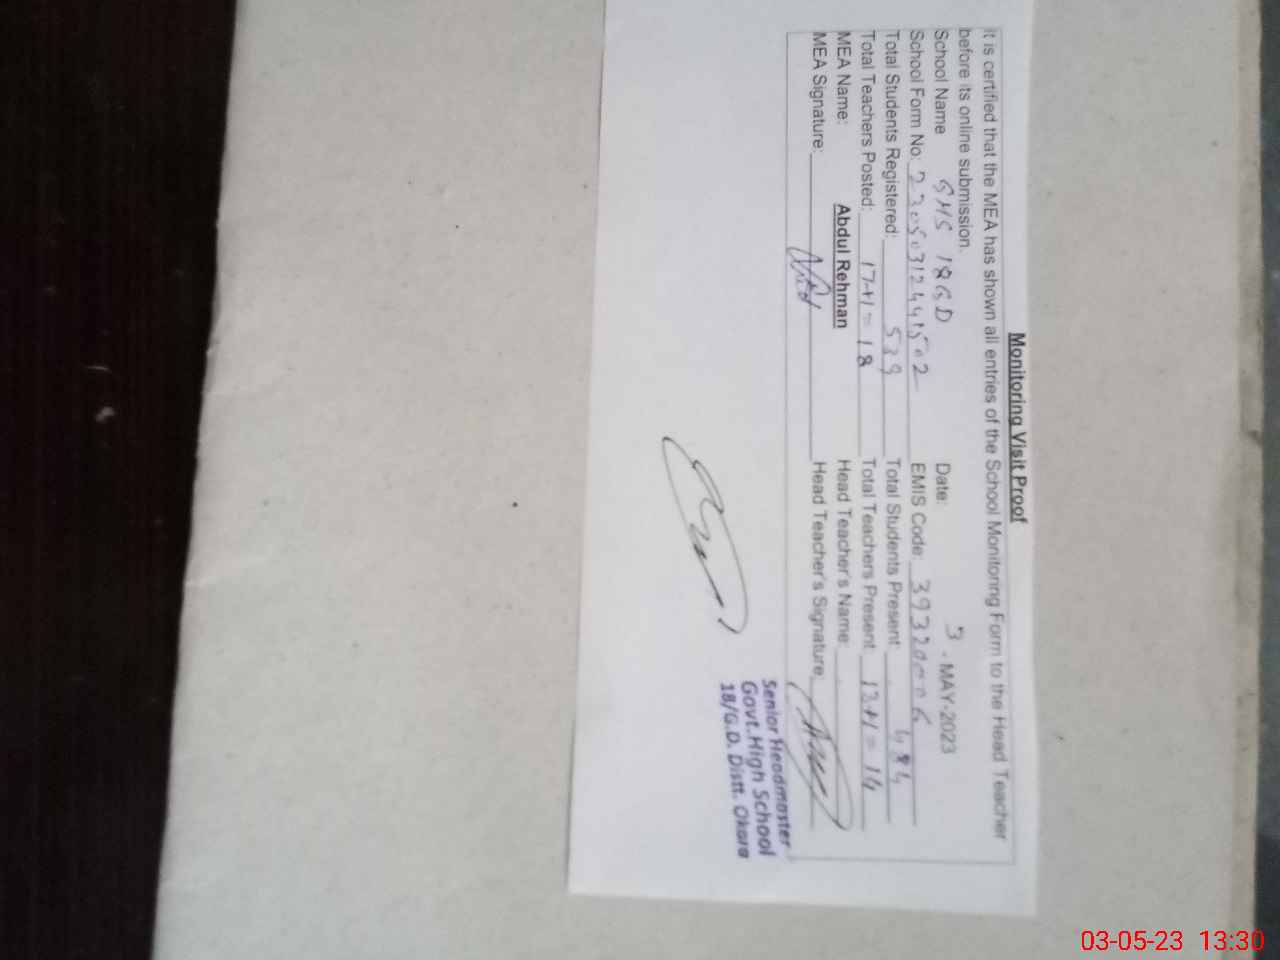 Monitoring Visit Proof
It is certified that the MEA has shown all entries of the School Monitoring Form to the Head Teacher
before its online submission.
School Name GHS 18GD Date: 3 - MAY-2023
School Form No: EMIS Code: 39320006
Total Students Registered: 539 Total Students Present: 484
Total Teachers Posted: 17+1= 18 Total Teachers Present: 13+1= 14
MEA Name: Abdul Rehman Head Teacher's Name:
MEA Signature: Head Teacher's Signature:
Senior Headmaster
Govt.High School
18/G.D. Distt. Okara
03-05-23 13:30